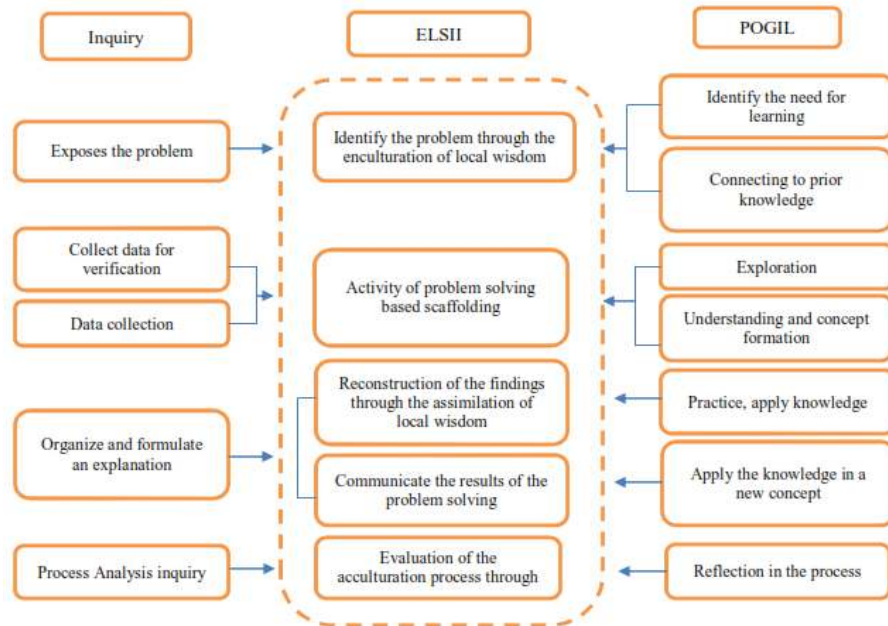 Inquiry
ELSII
POGIL
Exposes the problem
Identify the problem through the
enculturation of local wisdom
Identify the need for
learning
Connecting to prior
knowledge
Collect data for
verification
Data collection
Activity of problem solving
based scaffolding
Exploration
Understanding and concept
formation
Organize and formulate
an explanation
Reconstruction of the findings
through the assimilation of
local wisdom
Communicate the results of the
problem solving
Practice, apply knowledge
Apply the knowledge in a
new concept
Process Analysis inquiry
Evaluation of the
acculturation process through
Reflection in the process